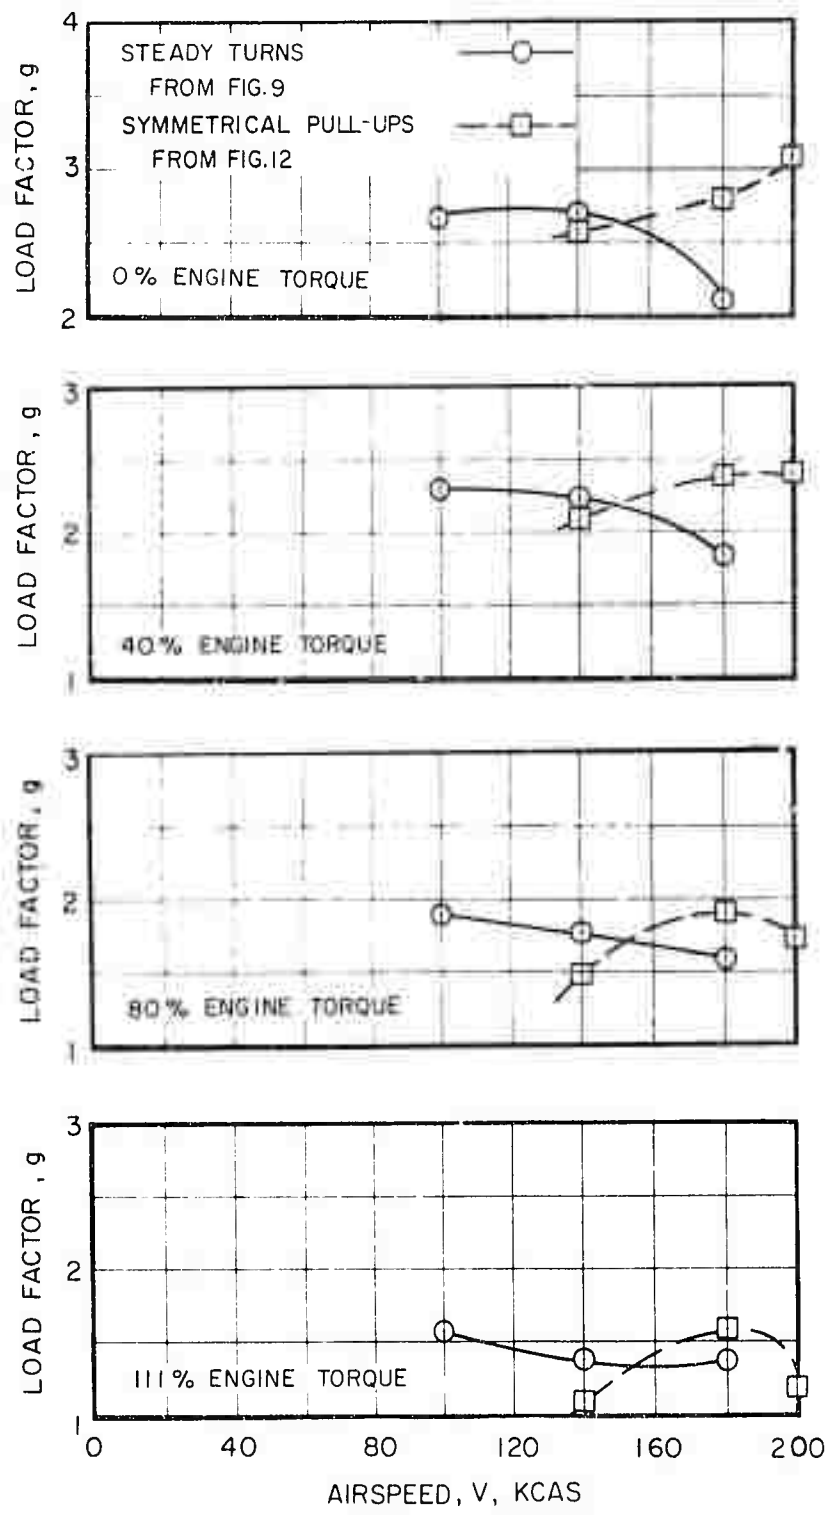 4
STEADY TURNS
FROM FIG.9
SYMMETRICAL PULL-UPS
FROM FIG.12
3
LOAD FACTOR, g
0% ENGINE TORQUE
2
3
LOAD FACTOR, g
2
40% ENGINE TORQUE
1
3
LOAD FACTOR, g
2
80% ENGINE TORQUE
1
3
LOAD FACTOR, g
2
111% ENGINE TORQUE
1
0 40 80 120 160 200
AIRSPEED, V, KCAS